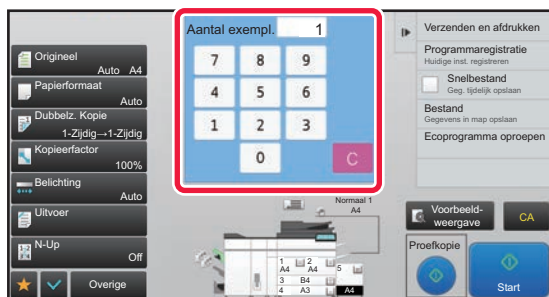 Origineel
Auto A4
Papierformaat
Auto
Dubbelz. Kopie
1-Zijdig→1-Zijdig
Kopieerfactor
100%
Belichting
Auto
Uitvoer
N-Up
Off
Overige
Aantal exempl. 1
7 8 9
4 5 6
1 2 3
0 C
Normaal 1
A4
1 A4
2 A4
3 B4
4 A3
5
A4
Verzenden en afdrukken
Programmaregistratie
Huidige inst. registreren
Snelbestand
Geg. tijdelijk opslaan
Bestand
Gegevens in map opslaan
Ecoprogramma oproepen
Voorbeeld-
weergave
CA
Proefkopie
Start